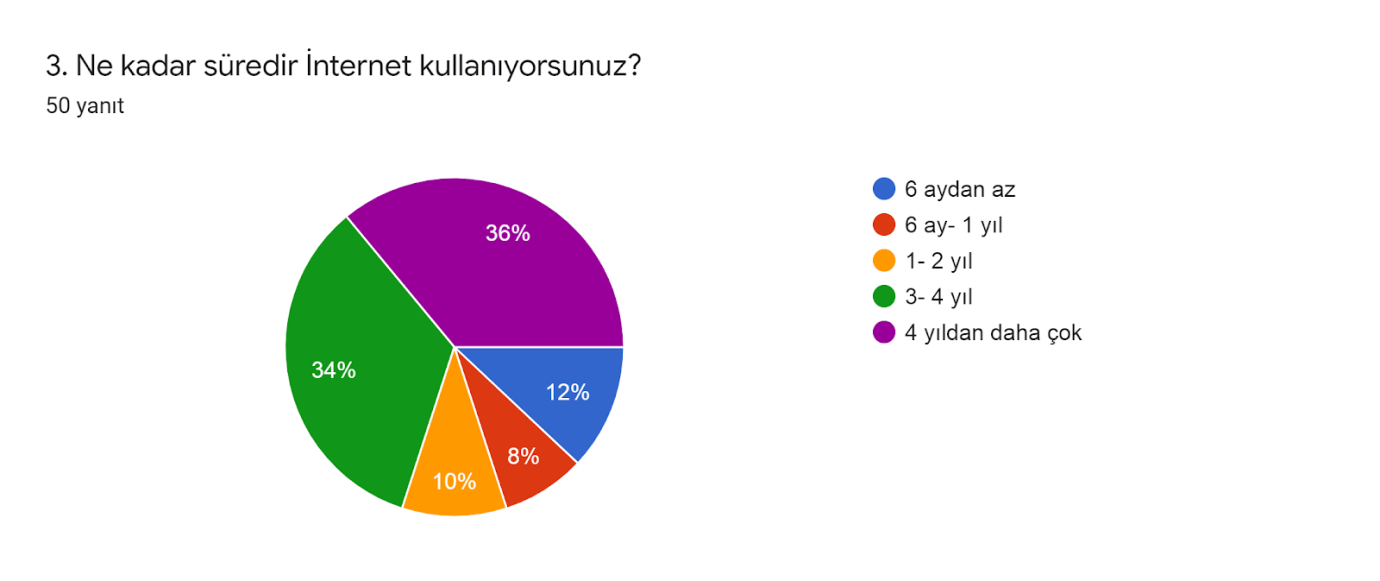 3. Ne kadar süredir İnternet kullanıyorsunuz?
50 yanıt
36%
34%
12%
8%
10%
6 aydan az
6 ay- 1 yıl
1- 2 yıl
3- 4 yıl
4 yıldan daha çok